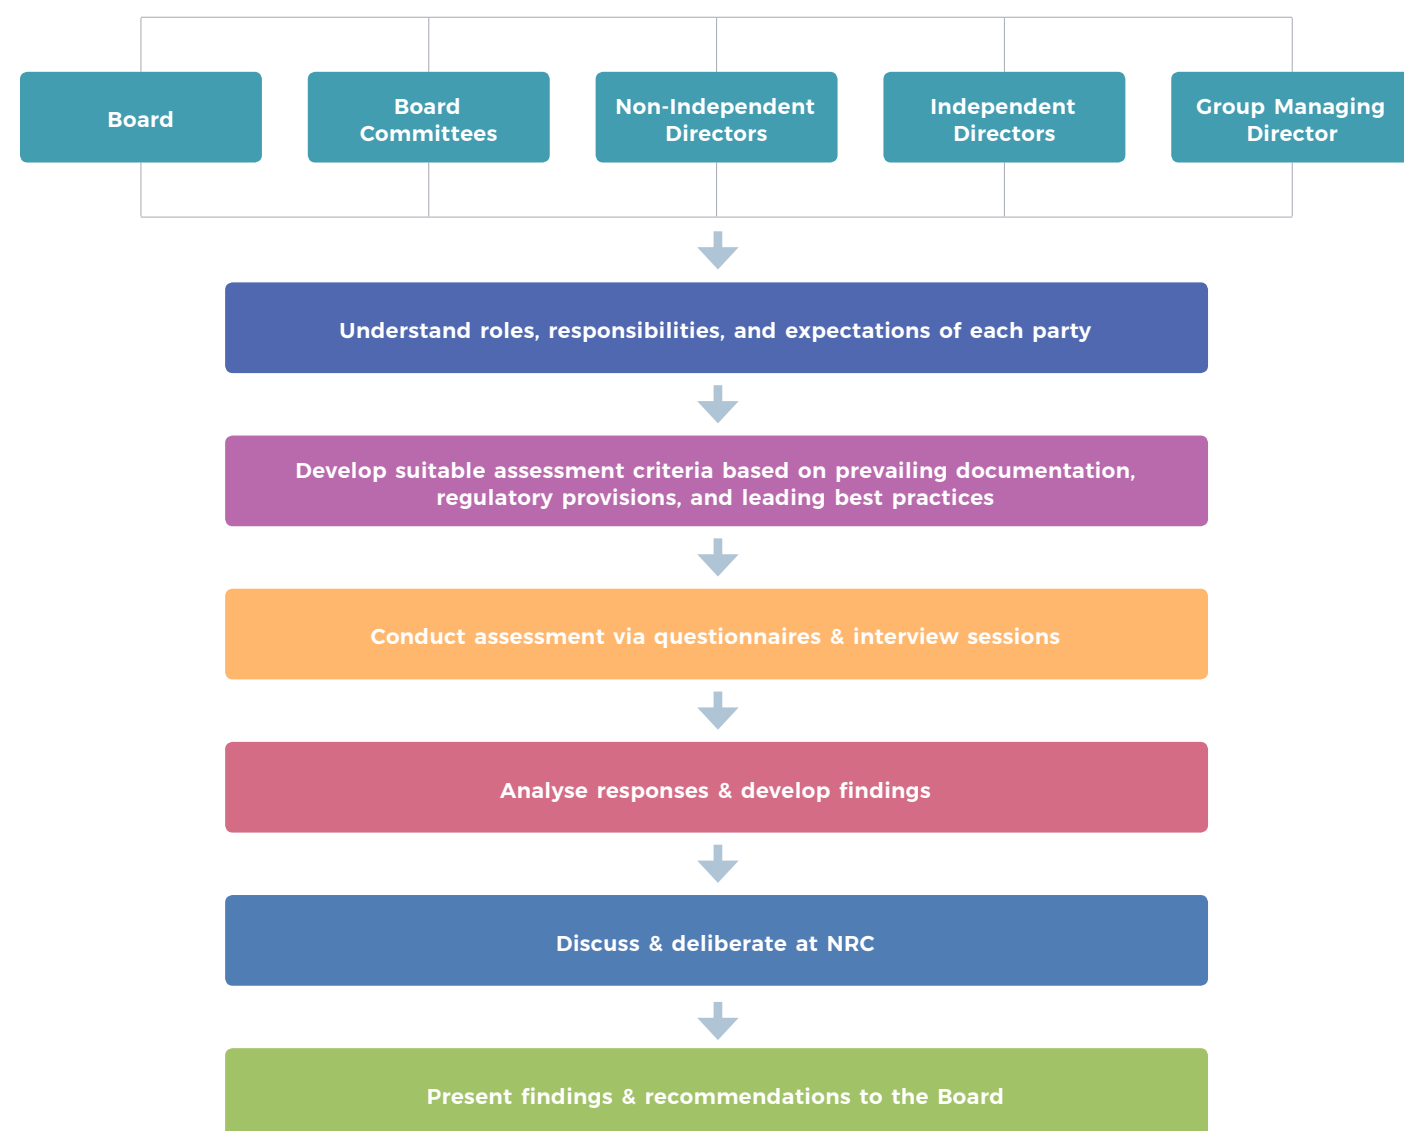 Board
Board
Committees
Non-Independent
Directors
Independent
Directors
Group Managing
Director
Understand roles, responsibilities, and expectations of each party
Develop suitable assessment criteria based on prevailing documentation,
regulatory provisions, and leading best practices
Conduct assessment via questionnaires & interview sessions
Analyse responses & develop findings
Discuss & deliberate at NRC
Present findings & recommendations to the Board